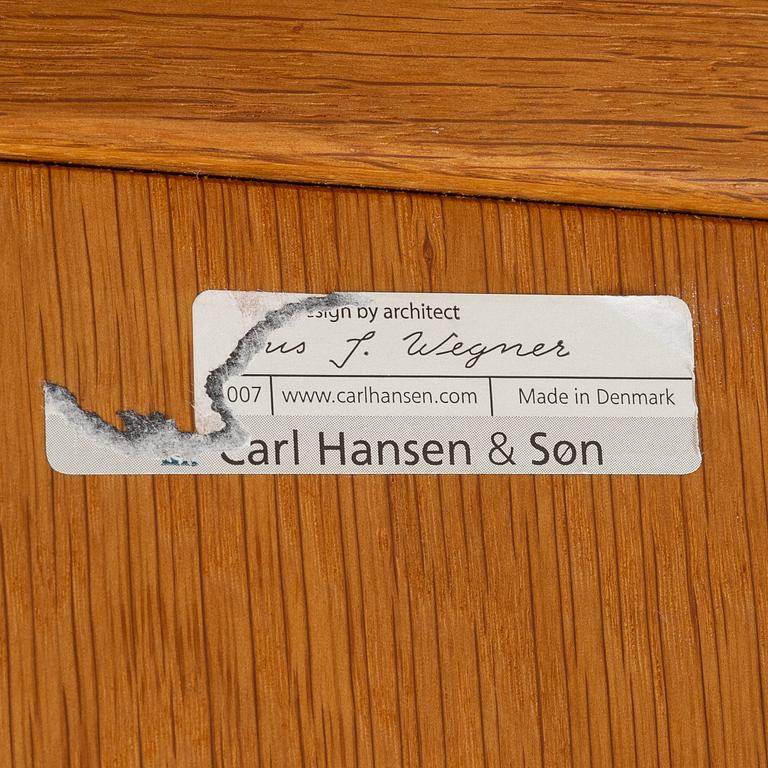 esign by architect
us J. Wegner
007 www.carlhansen.com Made in Denmark
Carl Hansen & Søn